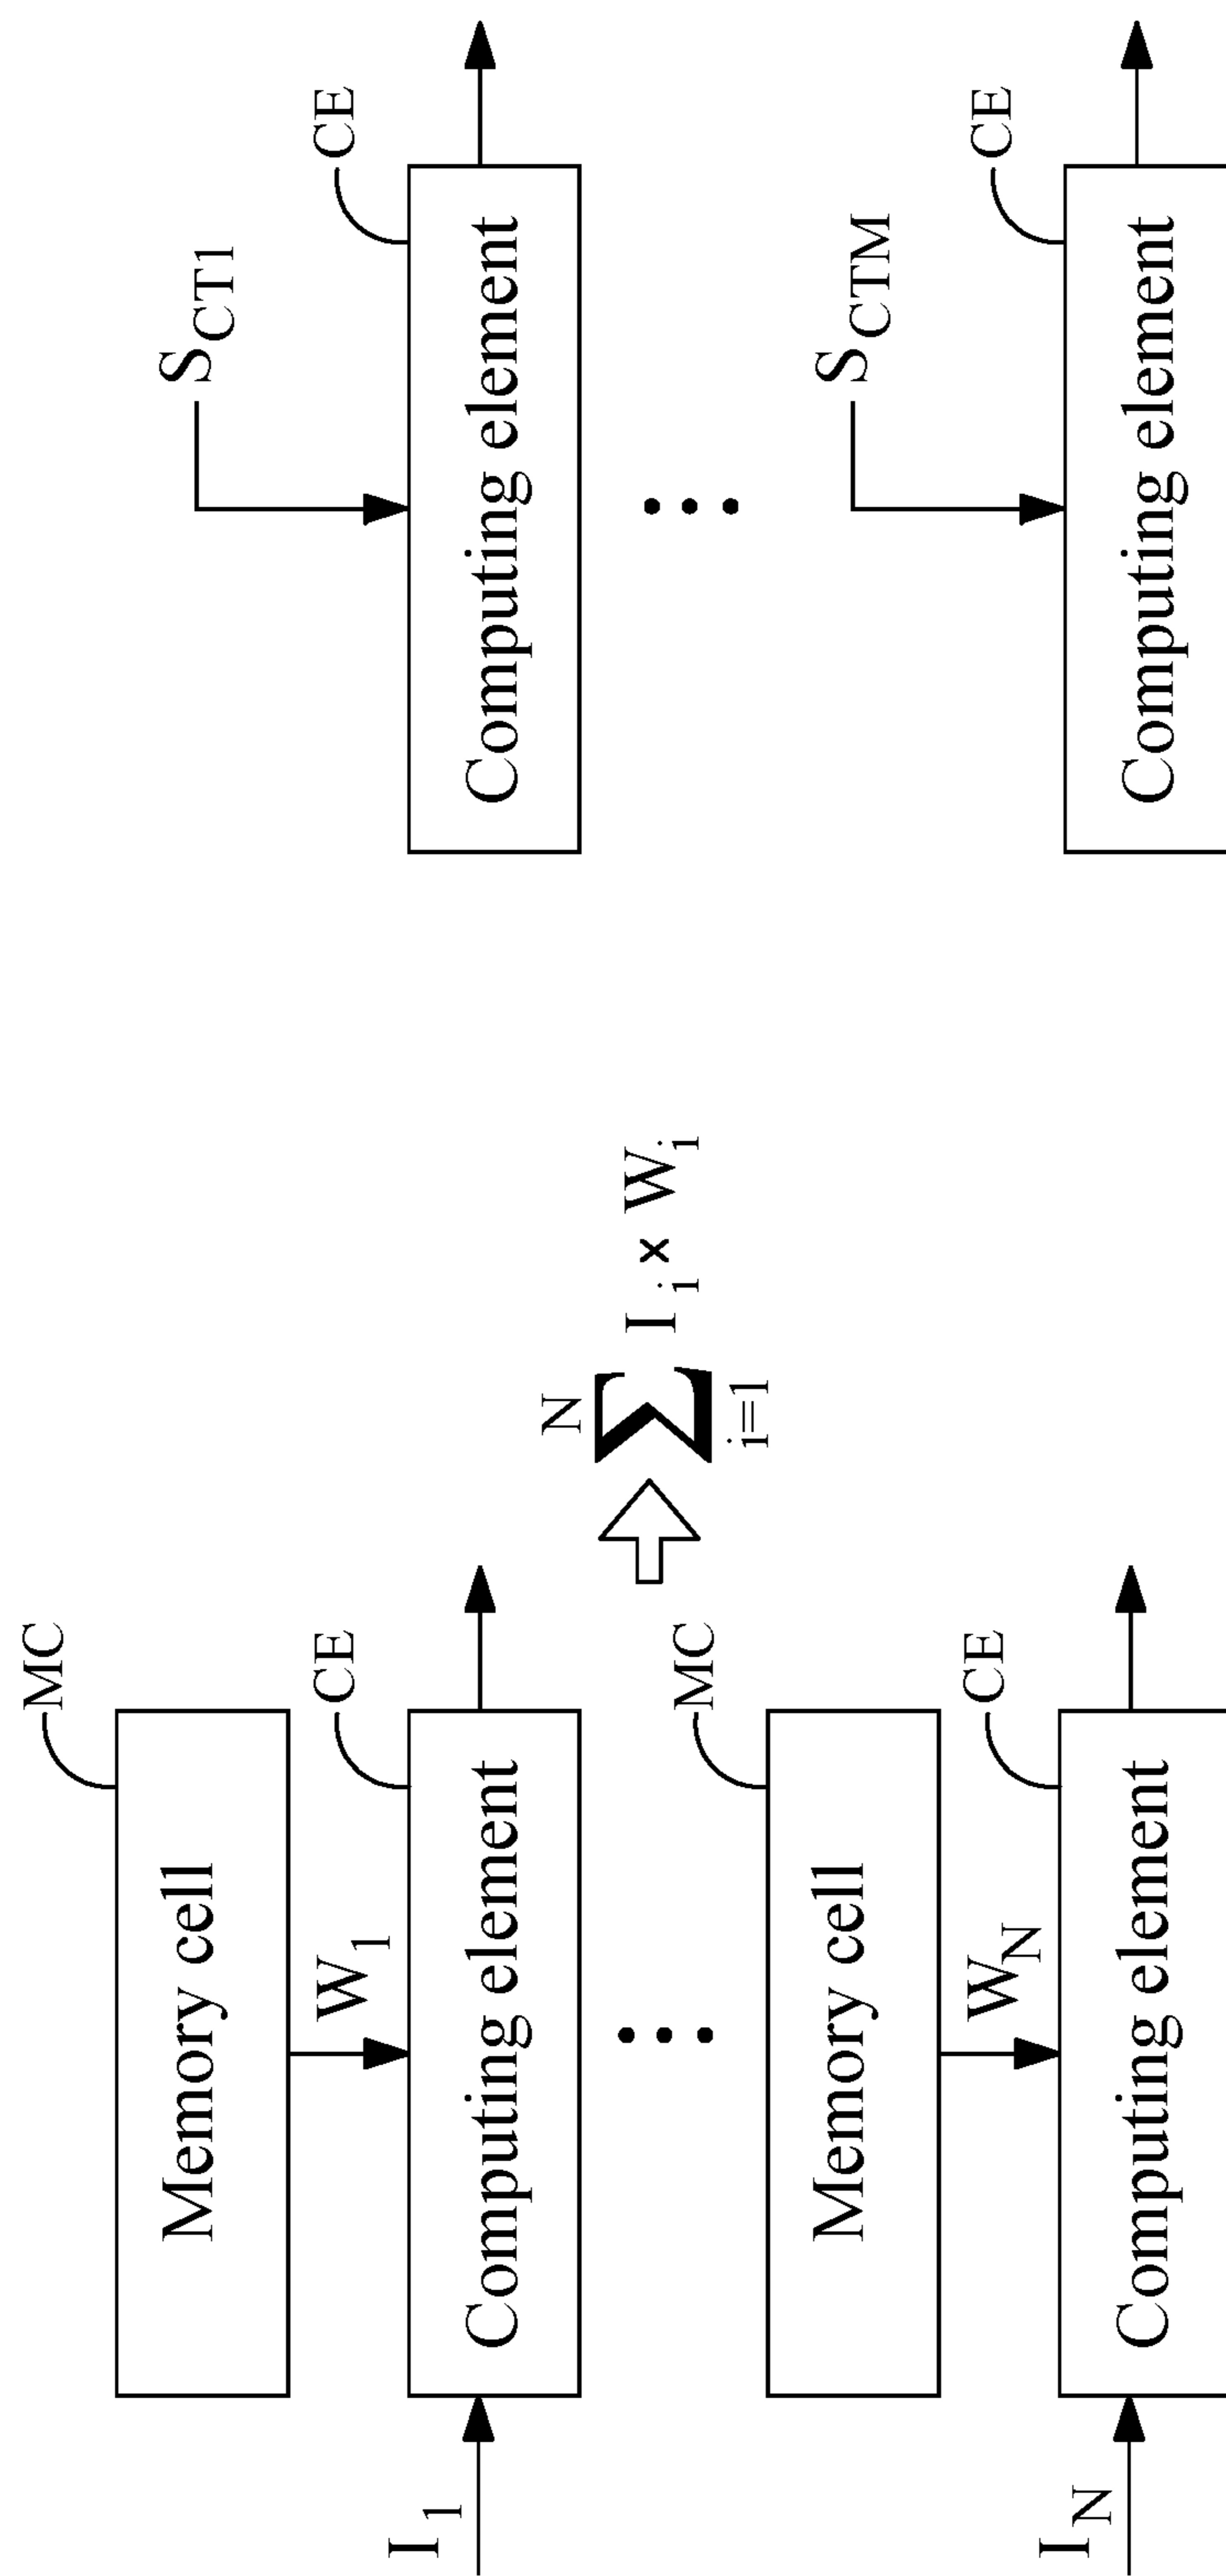 MC
Memory cell
W1
CE
I1
Computing element
MC
Memory cell
WN
CE
IN
Computing element
N
∑ Ii × Wi
i=1
SCT1
CE
Computing element
SCTM
CE
Computing element